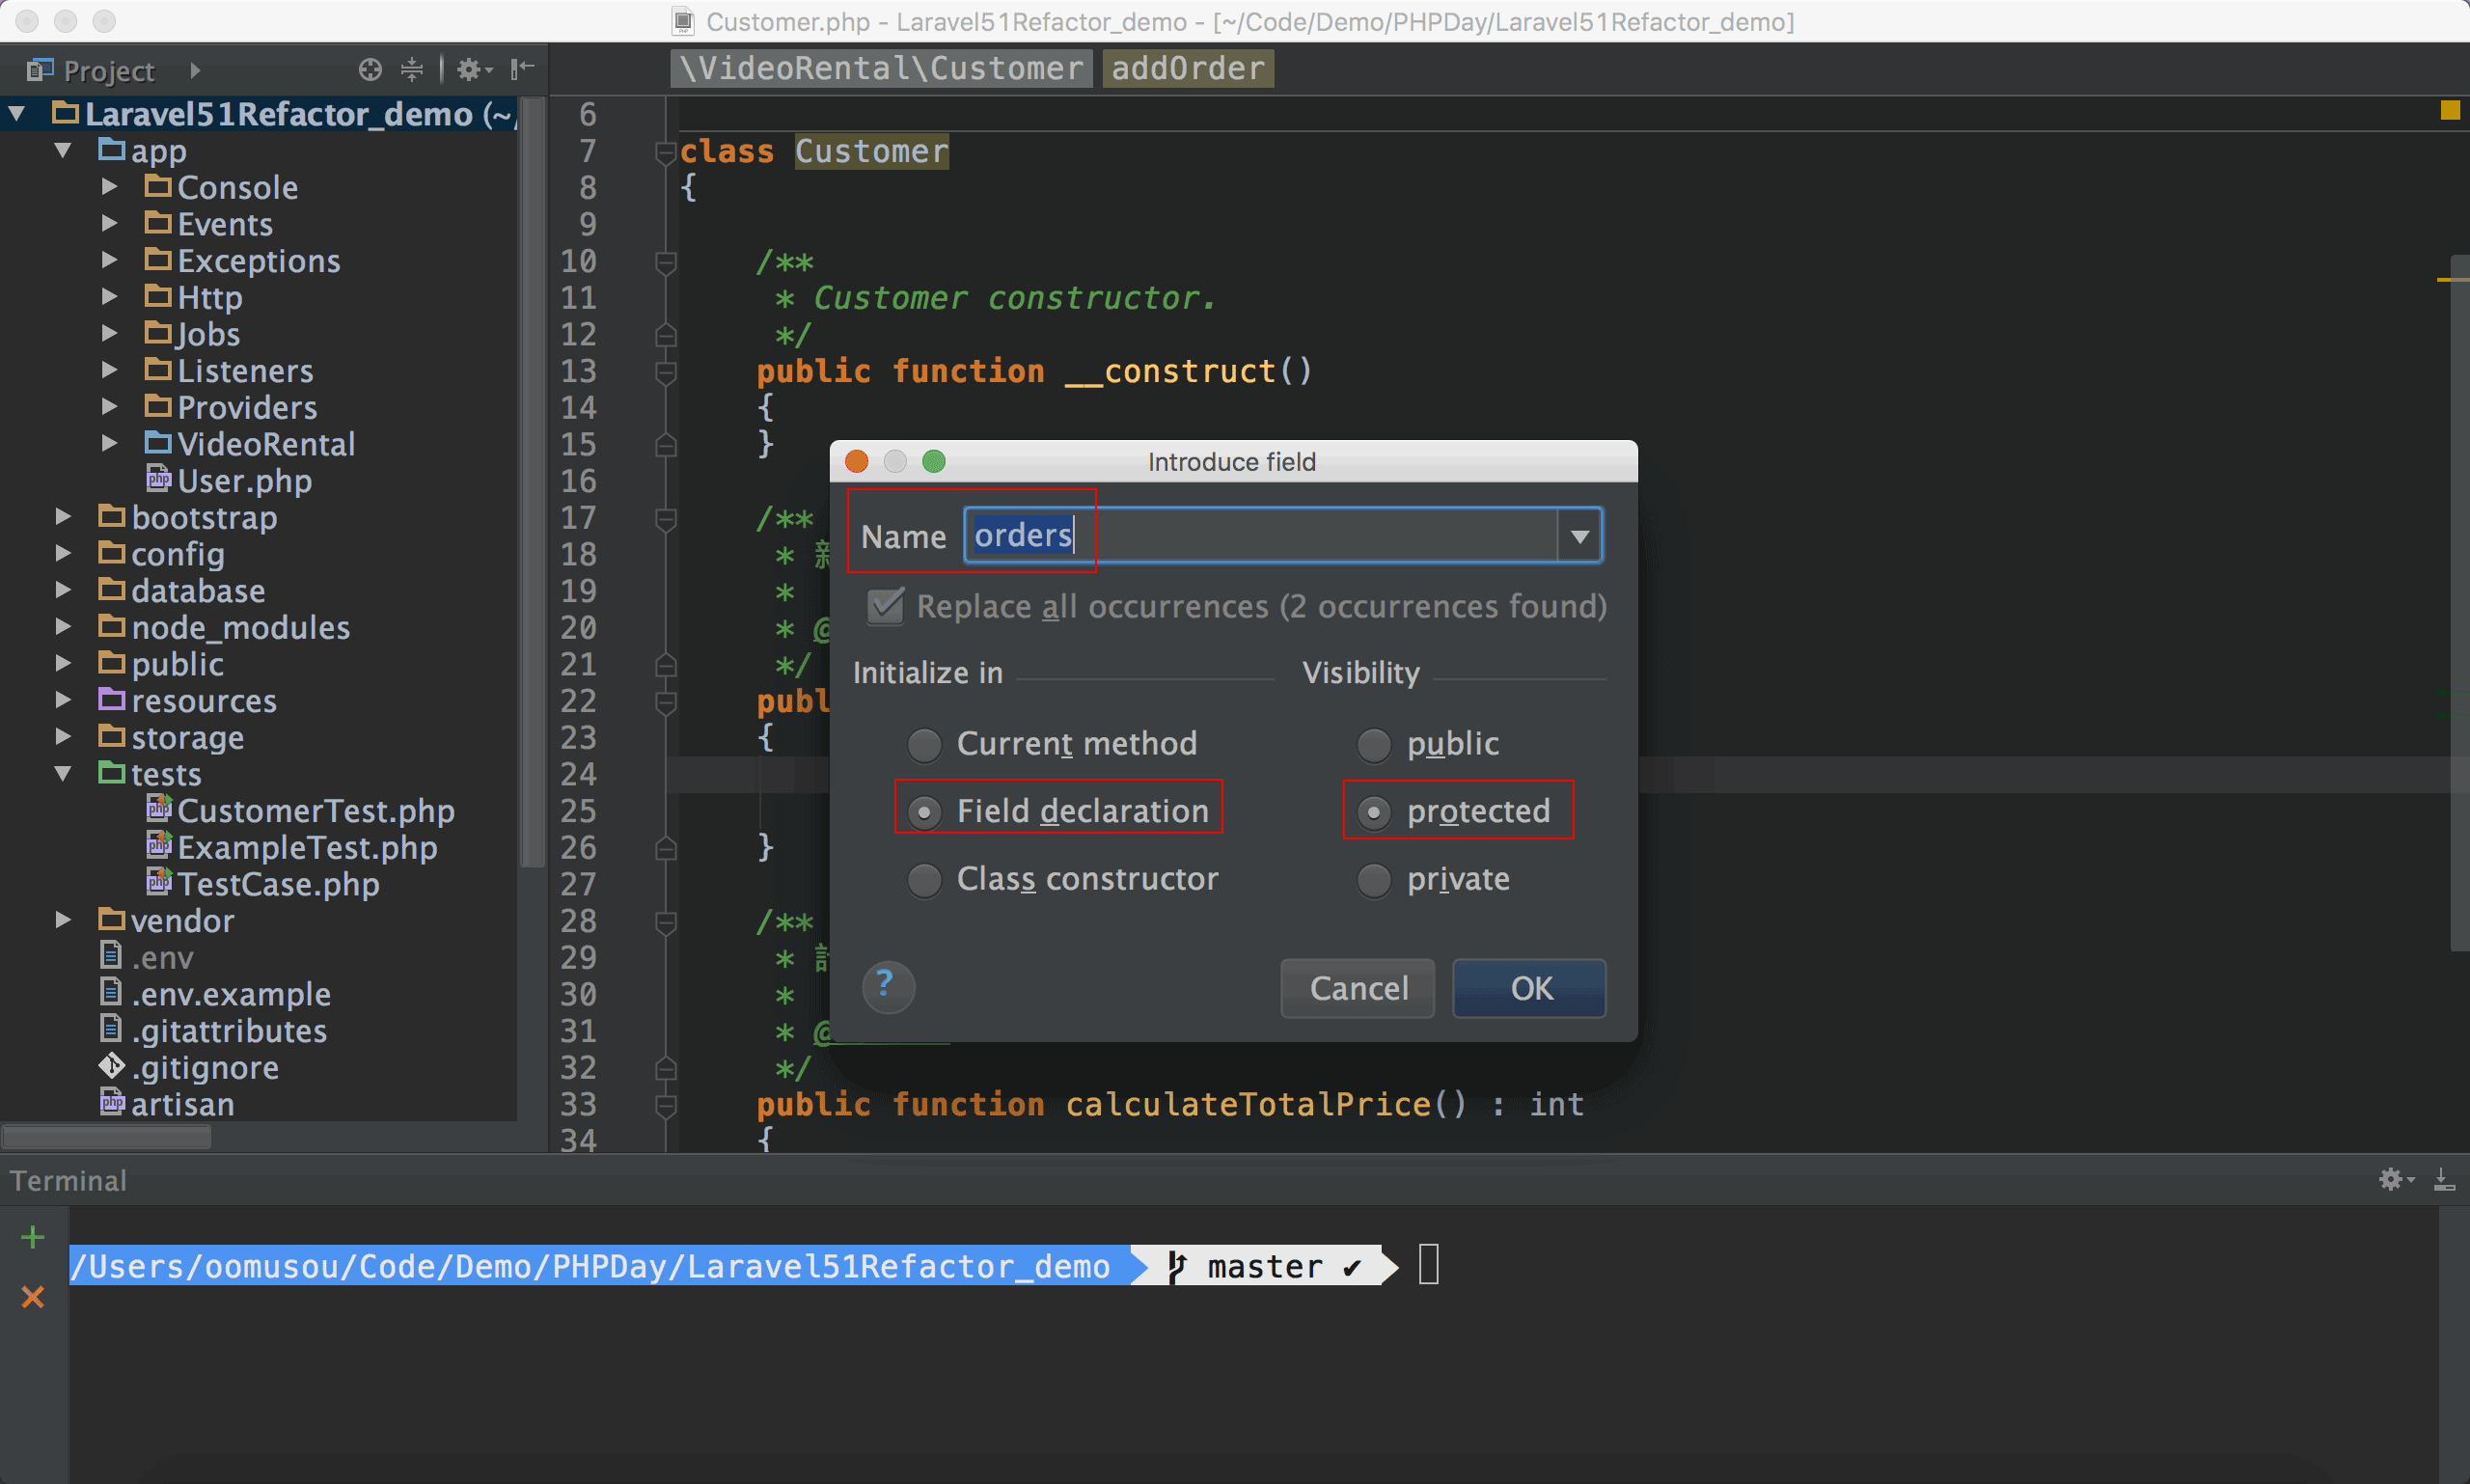 Customer.php - Laravel51Refactor_demo - [~/Code/Demo/PHPDay/Laravel51Refactor_demo]
Project
\VideoRental\Customer addOrder
Laravel51Refactor_demo (~/
app
Console
Events
Exceptions
Http
Jobs
Listeners
Providers
VideoRental
User.php
bootstrap
config
database
node_modules
public
resources
storage
tests
CustomerTest.php
ExampleTest.php
TestCase.php
vendor
.env
.env.example
.gitattributes
.gitignore
artisan
6
7 class Customer
8 {
9
10 /**
11 * Customer constructor.
12 */
13 public function __construct()
14 {
15 }
16
17 /**
18 * 新
19 *
20 * @
21 */
22 publ
23 {
24
25
26 }
27
28 /**
29 *
30 *
31 * @
32 */
33 public function calculateTotalPrice() : int
34 {
Introduce field
Name orders
Replace all occurrences (2 occurrences found)
Initialize in
Current method
Field declaration
Class constructor
Visibility
public
protected
private
? Cancel OK
Terminal
/Users/oomusou/Code/Demo/PHPDay/Laravel51Refactor_demo master ✔